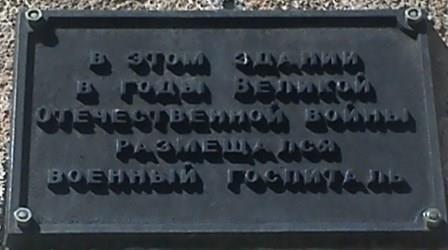 В ЭТОМ ЗДАНИИ
В ГОДЫ ВЕЛИКОЙ
ОТЕЧЕСТВЕННОЙ ВОЙНЫ
РАЗМЕЩАЛСЯ
ВОЕННЫЙ ГОСПИТАЛЬ